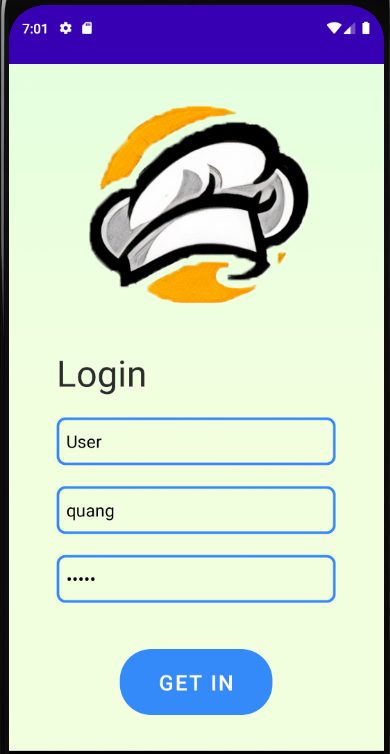 7:01
Login
User
quang
•••••
GET IN